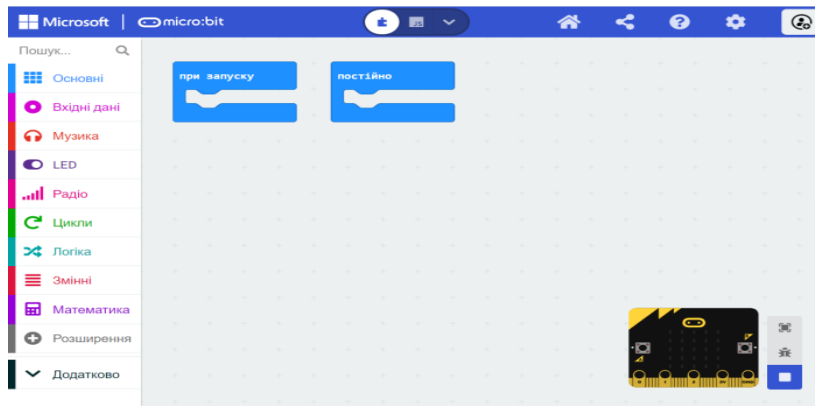 Microsoft | micro:bit
Пошук...
Основні
Вхідні дані
Музика
LED
Радіо
Цикли
Логіка
Змінні
Математика
Розширення
Додатково
при запуску
постійно